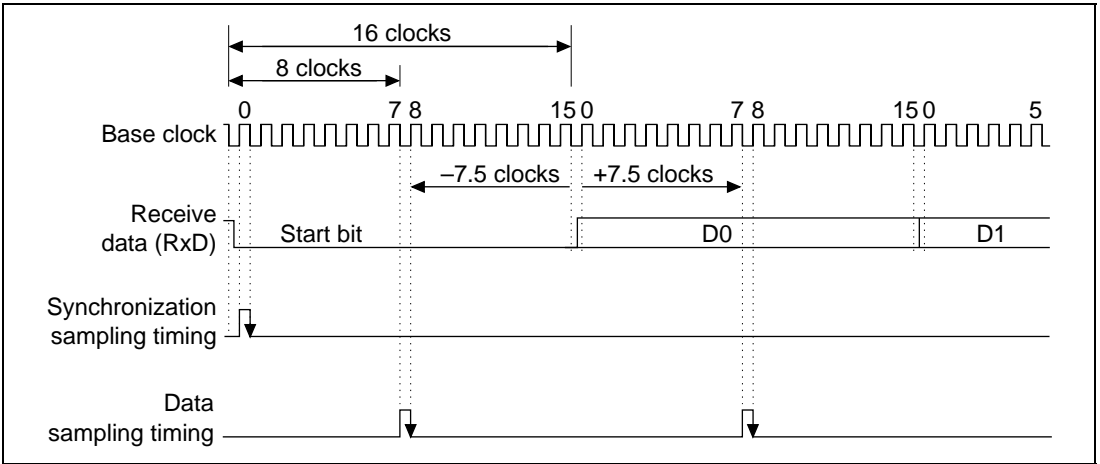 16 clocks
8 clocks
0 7 8 15 0 7 8 15 0 5
Base clock
–7.5 clocks +7.5 clocks
Receive
data (RxD)
Start bit D0 D1
Synchronization
sampling timing
Data
sampling timing